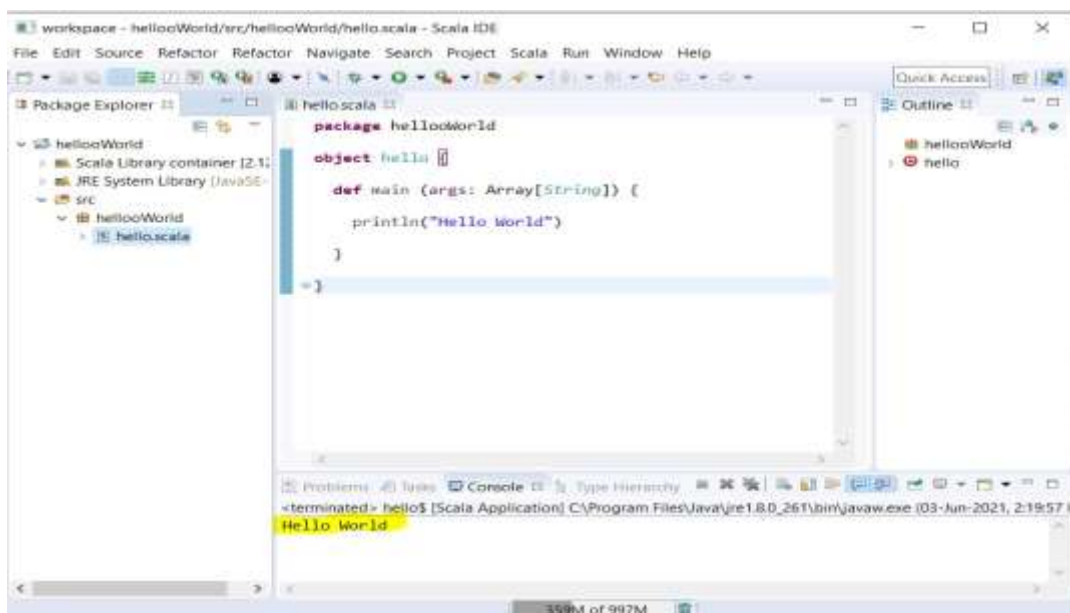 workspace - hellooWorld/src/hellooWorld/hello.scala - Scala IDE
File Edit Source Refactor Refactor Navigate Search Project Scala Run Window Help
Quick Access
Package Explorer
hellooWorld
Scala Library container [2.12
JRE System Library [JavaSE-
src
hellooWorld
hello.scala
hello.scala
package hellooWorld
object hello {
def main (args: Array[String]) {
println("Hello World")
}
}
Outline
hellooWorld
hello
Problems Tasks Console Type Hierarchy
<terminated> hello$ [Scala Application] C:\Program Files\Java\jre1.8.0_261\bin\javaw.exe (03-Jun-2021, 2:19:57
Hello World
359M of 997M